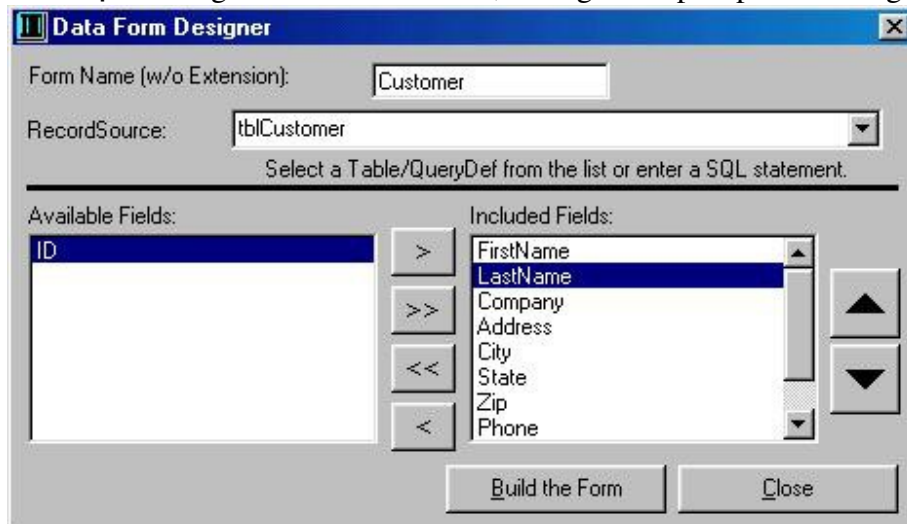 Data Form Designer
Form Name (w/o Extension):
Customer
RecordSource:
tblCustomer
Select a Table/QueryDef from the list or enter a SQL statement.
Available Fields:
Included Fields:
ID
>
>>
<<
<
FirstName
LastName
Company
Address
City
State
Zip
Phone
Build the Form
Close